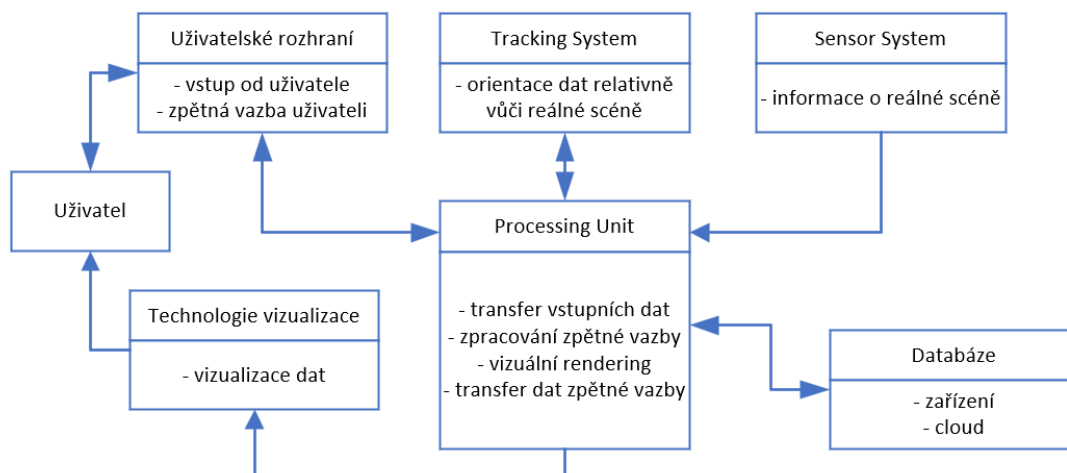 Uživatelské rozhraní
- vstup od uživatele
- zpětná vazba uživateli
Tracking System
- orientace dat relativně
vůči reálné scéně
Sensor System
- informace o reálné scéně
Uživatel
Processing Unit
- transfer vstupních dat
- zpracování zpětné vazby
- vizuální rendering
- transfer dat zpětné vazby
Technologie vizualizace
- vizualizace dat
Databáze
- zařízení
- cloud